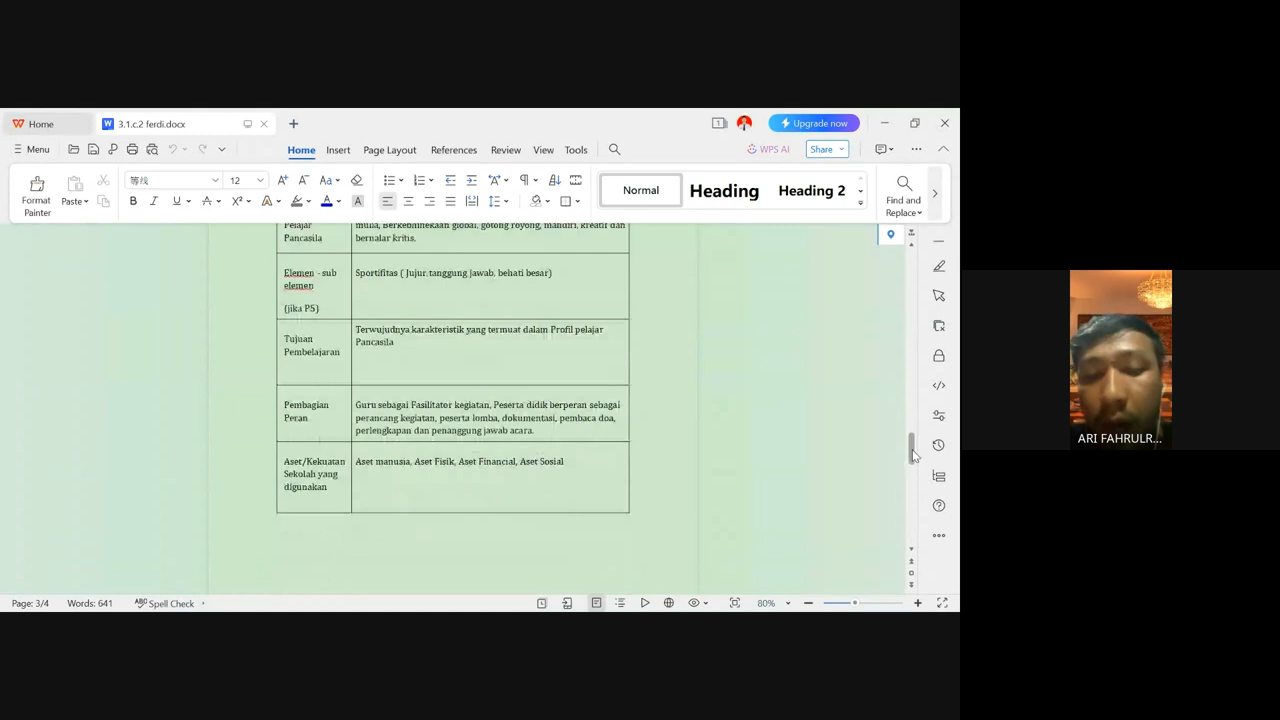 Home
3.1.c.2 ferdi.docx
Upgrade now
Menu
Home Insert Page Layout References Review View Tools
WPS AI
Share
Format Painter
Paste
等线
12
Normal
Heading
Heading 2
Find and Replace
Pelajar
Pancasila
mulia, Berkebhinekaan global, gotong royong, mandiri, kreatif dan
bernalar kritis.
Elemen - sub
elemen
(jika PS)
Sportifitas ( Jujur.tanggung jawab, behati besar)
Tujuan
Pembelajaran
Terwujudnya karakteristik yang termuat dalam Profil pelajar
Pancasila
Pembagian
Peran
Guru sebagai Fasilitator kegiatan, Peserta didik berperan sebagai
perancang kegiatan, peserta lomba, dokumentasi, pembaca doa,
perlengkapan dan penanggung jawab acara.
Aset/Kekuatan
Sekolah yang
digunakan
Aset manusia, Aset Fisik, Aset Financial, Aset Sosial
Page: 3/4 Words: 641 Spell Check
80%
ARI FAHRULR...